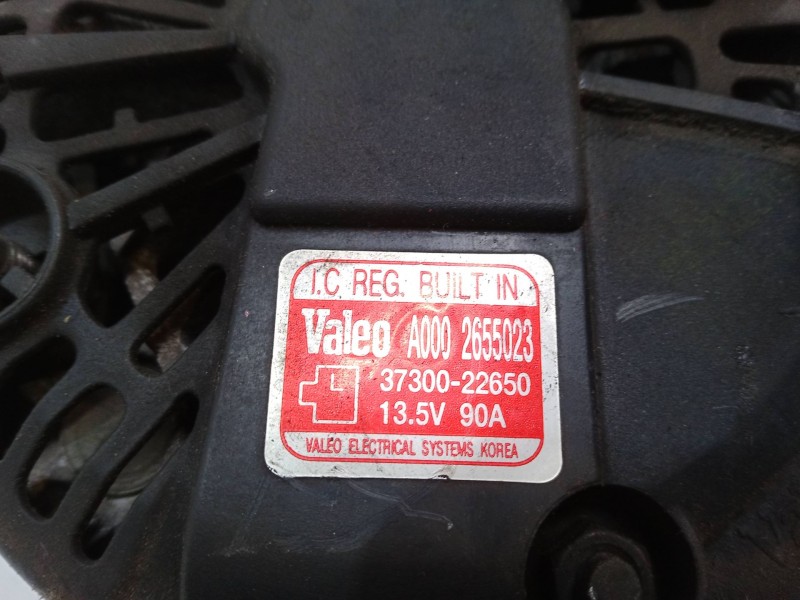 I.C. REG. BUILT IN
Valeo A000 2655023
37300-22650
13.5V 90A
VALEO ELECTRICAL SYSTEMS KOREA